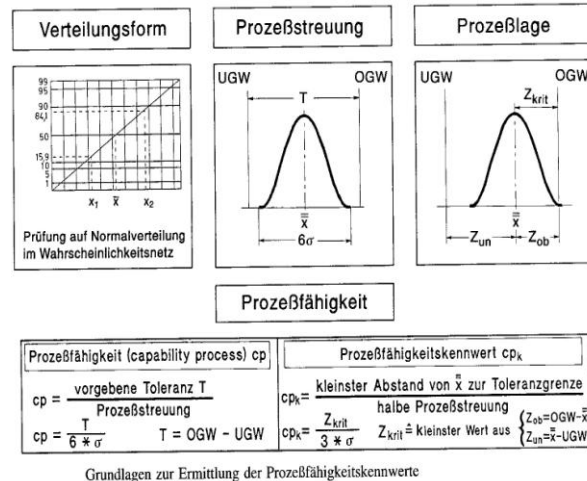 Verteilungsform
Prozeßstreuung
Prozeßlage
99
95
90
84,1
50
15,9
10
5
1
x₁ x̅ x₂
Prüfung auf Normalverteilung
im Wahrscheinlichkeitsnetz
UGW OGW
T
x̿
6σ
UGW OGW
Zkrit
x̿
Zun Zob
Prozeßfähigkeit
Prozeßfähigkeit (capability process) cp
cp = vorgebene Toleranz T / Prozeßstreuung
cp = T / 6 * σ T = OGW - UGW
Prozeßfähigkeitskennwert cpk
cpk = kleinster Abstand von x̿ zur Toleranzgrenze / halbe Prozeßstreuung
cpk = Zkrit / 3 * σ Zkrit ≙ Kleinster Wert aus { Zob=OGW-x̿
Zun=x̿-UGW
Grundlagen zur Ermittlung der Prozeßfähigkeitskennwerte